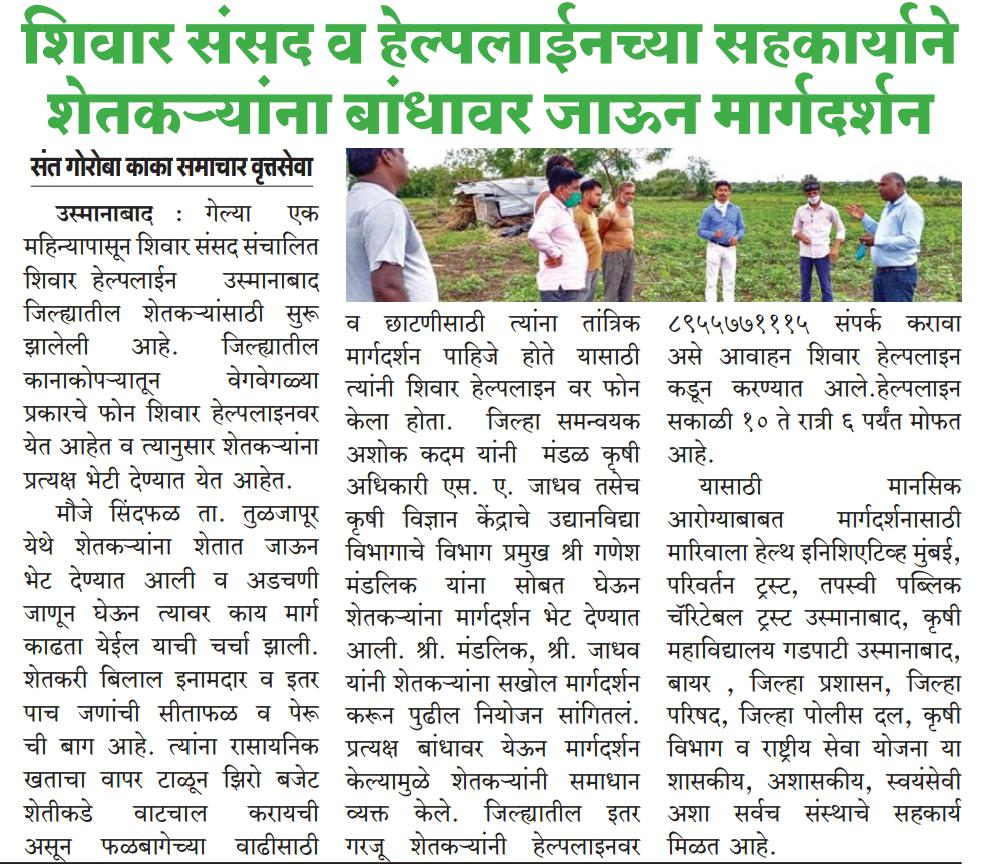 शिवार संसद व हेल्पलाईनच्या सहकार्याने
शेतकऱ्यांना बांधावर जाऊन मार्गदर्शन
संत गोरोबा काका समाचार वृत्तसेवा
उस्मानाबाद : गेल्या एक
महिन्यापासून शिवार संसद संचालित
शिवार हेल्पलाईन उस्मानाबाद
जिल्ह्यातील शेतकऱ्यांसाठी सुरू
झालेली आहे. जिल्ह्यातील
कानाकोपऱ्यातून वेगवेगळ्या
प्रकारचे फोन शिवार हेल्पलाइनवर
येत आहेत व त्यानुसार शेतकऱ्यांना
प्रत्यक्ष भेटी देण्यात येत आहेत.
मौजे सिंदफळ ता. तुळजापूर
येथे शेतकऱ्यांना शेतात जाऊन
भेट देण्यात आली व अडचणी
जाणून घेऊन त्यावर काय मार्ग
काढता येईल याची चर्चा झाली.
शेतकरी बिलाल इनामदार व इतर
पाच जणांची सीताफळ व पेरू
ची बाग आहे. त्यांना रासायनिक
खताचा वापर टाळून झिरो बजेट
शेतीकडे वाटचाल करायची
असून फळबागेच्या वाढीसाठी
व छाटणीसाठी त्यांना तांत्रिक
मार्गदर्शन पाहिजे होते यासाठी
त्यांनी शिवार हेल्पलाइन वर फोन
केला होता. जिल्हा समन्वयक
अशोक कदम यांनी मंडळ कृषी
अधिकारी एस. ए. जाधव तसेच
कृषी विज्ञान केंद्राचे उद्यानविद्या
विभागाचे विभाग प्रमुख श्री गणेश
मंडलिक यांना सोबत घेऊन
शेतकऱ्यांना मार्गदर्शन भेट देण्यात
आली. श्री. मंडलिक, श्री. जाधव
यांनी शेतकऱ्यांना सखोल मार्गदर्शन
करून पुढील नियोजन सांगितलं.
प्रत्यक्ष बांधावर येऊन मार्गदर्शन
केल्यामुळे शेतकऱ्यांनी समाधान
व्यक्त केले. जिल्ह्यातील इतर
गरजू शेतकऱ्यांनी हेल्पलाइनवर
८९५५७७१११५ संपर्क करावा
असे आवाहन शिवार हेल्पलाइन
कडून करण्यात आले.हेल्पलाइन
सकाळी १० ते रात्री ६ पर्यंत मोफत
आहे.
यासाठी मानसिक
आरोग्याबाबत मार्गदर्शनासाठी
मारिवाला हेल्थ इनिशिएटिव्ह मुंबई,
परिवर्तन ट्रस्ट, तपस्वी पब्लिक
चॅरिटेबल ट्रस्ट उस्मानाबाद, कृषी
महाविद्यालय गडपाटी उस्मानाबाद,
बायर , जिल्हा प्रशासन, जिल्हा
परिषद, जिल्हा पोलीस दल, कृषी
विभाग व राष्ट्रीय सेवा योजना या
शासकीय, अशासकीय, स्वयंसेवी
अशा सर्वच संस्थाचे सहकार्य
मिळत आहे.